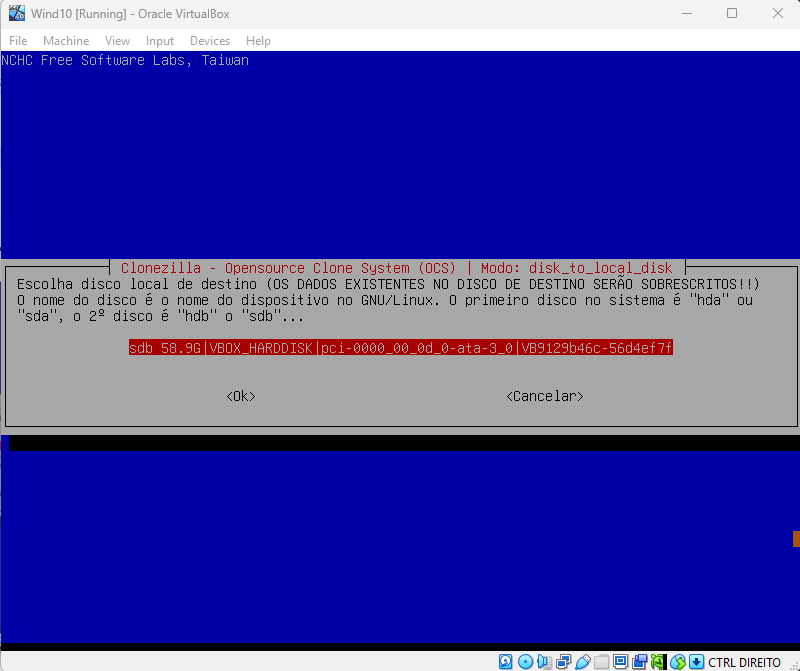 Wind10 [Running] - Oracle VirtualBox
File Machine View Input Devices Help
NCHC Free Software Labs, Taiwan
Clonezilla - Opensource Clone System (OCS) | Modo: disk_to_local_disk
Escolha disco local de destino (OS DADOS EXISTENTES NO DISCO DE DESTINO SERÃO SOBRESCRITOS!!)
O nome do disco é o nome do dispositivo no GNU/Linux. O primeiro disco no sistema é "hda" ou
"sda", o 2º disco é "hdb" o "sdb"...
sdb 58.9G|VBOX_HARDDISK|pci-0000_00_0d_0-ata-3_0|VB9129b46c-56d4ef7f
<Ok> <Cancelar>
CTRL DIREITO